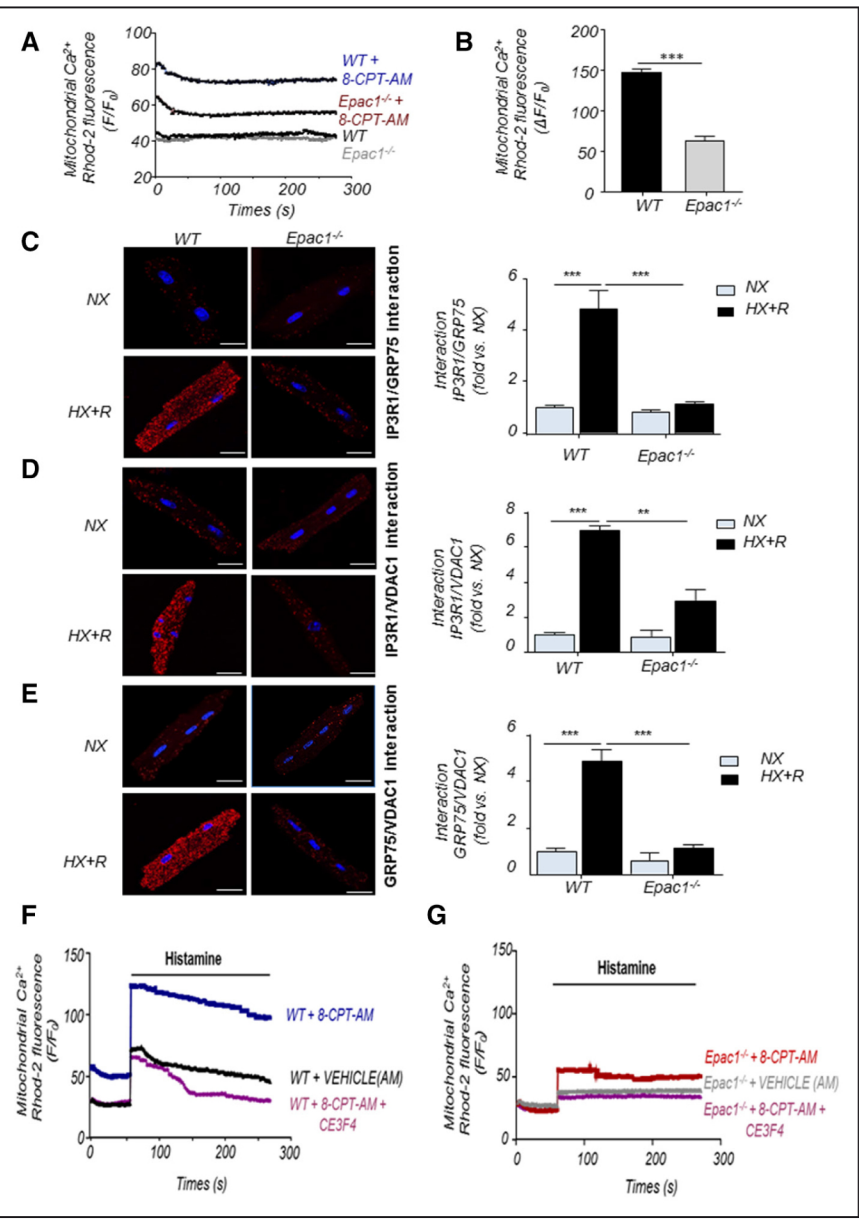 A
Mitochondrial Ca2+
Rhod-2 fluorescence
(F/F0)
100
80
60
40
20
0
100
200
300
Times (s)
WT +
8-CPT-AM
Epac1-/- +
8-CPT-AM
WT
Epac1-/-
B
Mitochondrial Ca2+
Rhod-2 fluorescence
(ΔF/F0)
200
150
100
50
0
***
WT
Epac1-/-
C
WT
Epac1-/-
NX
HX+R
IP3R1/GRP75 Interaction
Interaction
IP3R1/GRP75
(fold vs. NX)
6
4
2
0
***
***
NX
HX+R
WT
Epac1-/-
D
NX
HX+R
IP3R1/VDAC1 interaction
Interaction
IP3R1/VDAC1
(fold vs. NX)
8
6
4
2
0
***
**
NX
HX+R
WT
Epac1-/-
E
NX
HX+R
GRP75/VDAC1 interaction
Interaction
GRP75/VDAC1
(fold vs. NX)
6
4
2
0
***
***
NX
HX+R
WT
Epac1-/-
F
Mitochondrial Ca2+
Rhod-2 fluorescence
(F/F0)
150
100
50
0
Histamine
WT + 8-CPT-AM
WT + VEHICLE(AM)
WT + 8-CPT-AM +
CE3F4
0
100
200
300
Times (s)
G
Mitochondrial Ca2+
Rhod-2 fluorescence
(F/F0)
150
100
50
0
Histamine
Epac1-/- + 8-CPT-AM
Epac1-/- + VEHICLE (AM)
Epac1-/- + 8-CPT-AM +
CE3F4
0
100
200
300
Times (s)